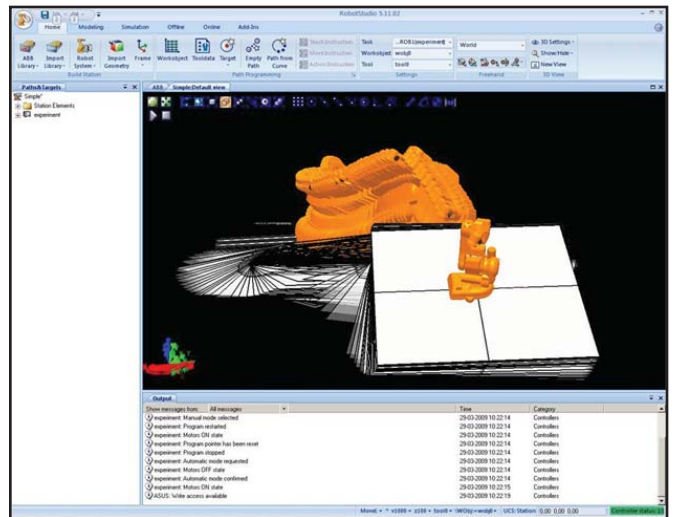 RobotStudio 5.11.02
Home Modeling Simulation Offline Online Add-Ins
ABB Library
Import Library
Robot System
Import Geometry
Frame
Workobject
Tooldata
Target
Empty Path
Path from Curve
Task
Workobject wobj0
Tool tool0
World
3D Settings
Show/Hide
New View
Build Station
Path Programming
Settings
Freehand
3D View
Paths&Targets
Simple*
Station Elements
experiment
ABB Simple:Default view
Output
Show messages from: All messages Time Category
experiment: Manual mode selected 29-03-2009 10:22:14 Controllers
experiment: Program restarted 29-03-2009 10:22:14 Controllers
experiment: Motors ON state 29-03-2009 10:22:14 Controllers
experiment: Program pointer has been reset 29-03-2009 10:22:14 Controllers
experiment: Program stopped 29-03-2009 10:22:14 Controllers
experiment: Automatic mode requested 29-03-2009 10:22:14 Controllers
experiment: Motors OFF state 29-03-2009 10:22:14 Controllers
experiment: Automatic mode confirmed 29-03-2009 10:22:14 Controllers
experiment: Motors ON state 29-03-2009 10:22:15 Controllers
ASUS: Write access available 29-03-2009 10:22:19 Controllers
MoveL * v1000 z100 tool0 \WObj:=wobj0 UCS: Station 0,00 0,00 0,00 Controller status: